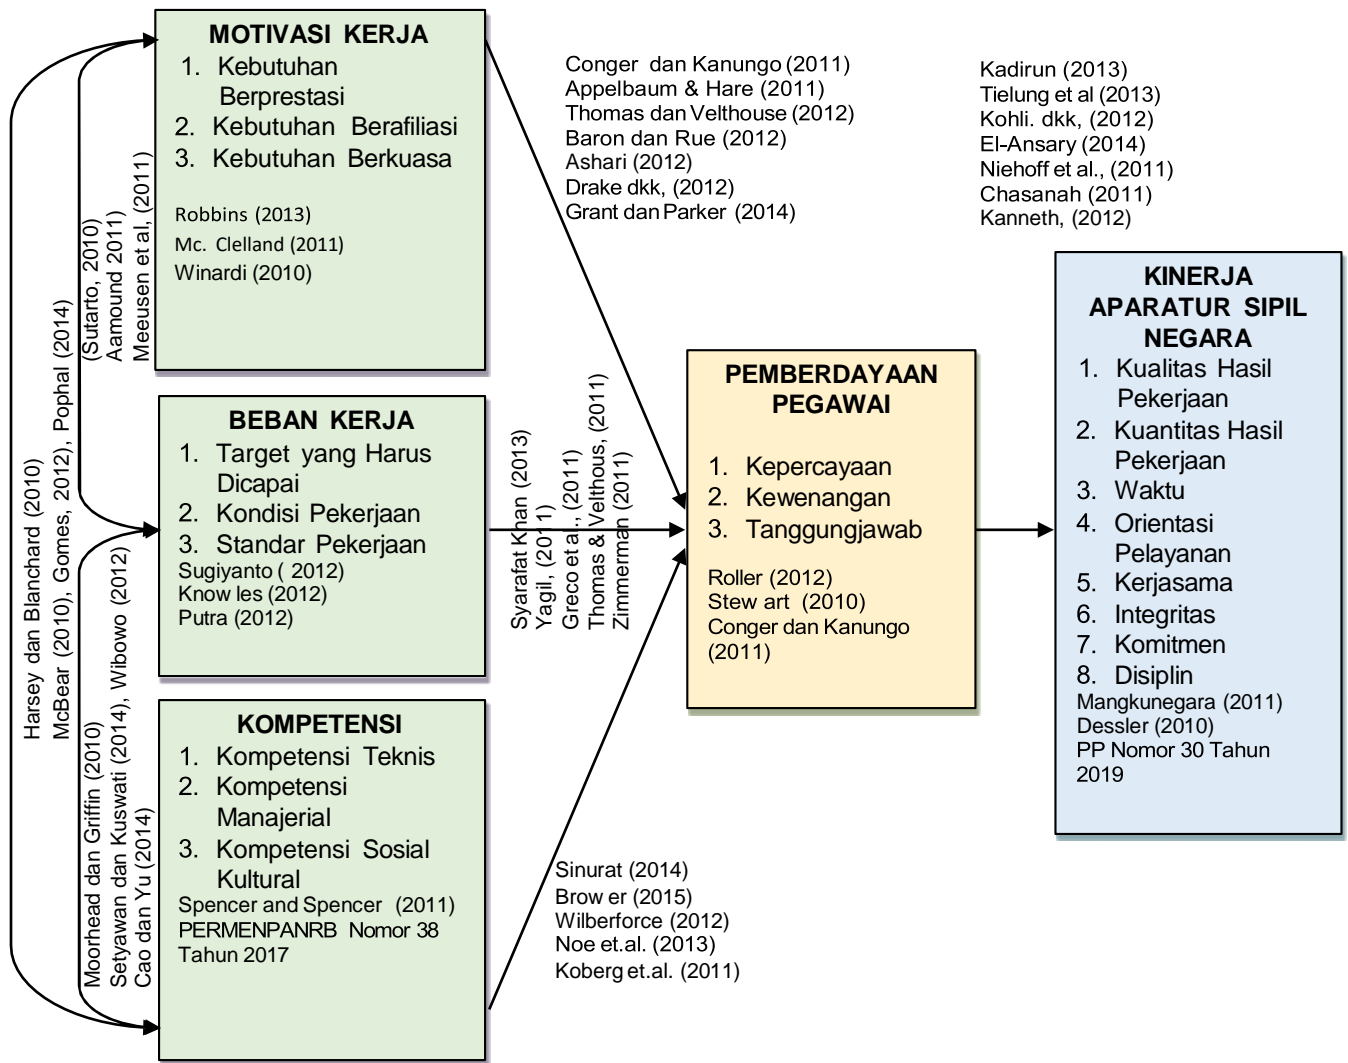 MOTIVASI KERJA
1. Kebutuhan
Berprestasi
2. Kebutuhan Berafiliasi
3. Kebutuhan Berkuasa
Robbins (2013)
Mc. Clelland (2011)
Winardi (2010)
Conger dan Kanungo (2011)
Appelbaum & Hare (2011)
Thomas dan Velthouse (2012)
Baron dan Rue (2012)
Ashari (2012)
Drake dkk, (2012)
Grant dan Parker (2014)
Kadirun (2013)
Tielung et al (2013)
Kohli. dkk, (2012)
El-Ansary (2014)
Niehoff et al., (2011)
Chasanah (2011)
Kanneth, (2012)
(Sutarto, 2010)
Aamound 2011)
Meeusen et al, (2011)
Harsey dan Blanchard (2010)
McBear (2010), Gomes, 2012), Pophal (2014)
BEBAN KERJA
1. Target yang Harus
Dicapai
2. Kondisi Pekerjaan
3. Standar Pekerjaan
Sugiyanto ( 2012)
Know les (2012)
Putra (2012)
Syarafat Khan (2013)
Yagil, (2011)
Greco et al., (2011)
Thomas & Velthous, (2011)
Zimmerman (2011)
PEMBERDAYAAN
PEGAWAI
1. Kepercayaan
2. Kewenangan
3. Tanggungjawab
Roller (2012)
Stew art (2010)
Conger dan Kanungo
(2011)
KINERJA
APARATUR SIPIL
NEGARA
1. Kualitas Hasil
Pekerjaan
2. Kuantitas Hasil
Pekerjaan
3. Waktu
4. Orientasi
Pelayanan
5. Kerjasama
6. Integritas
7. Komitmen
8. Disiplin
Mangkunegara (2011)
Dessler (2010)
PP Nomor 30 Tahun
2019
Moorhead dan Griffin (2010)
Setyawan dan Kuswati (2014), Wibowo (2012)
Cao dan Yu (2014)
KOMPETENSI
1. Kompetensi Teknis
2. Kompetensi
Manajerial
3. Kompetensi Sosial
Kultural
Spencer and Spencer (2011)
PERMENPANRB Nomor 38
Tahun 2017
Sinurat (2014)
Brow er (2015)
Wilberforce (2012)
Noe et.al. (2013)
Koberg et.al. (2011)